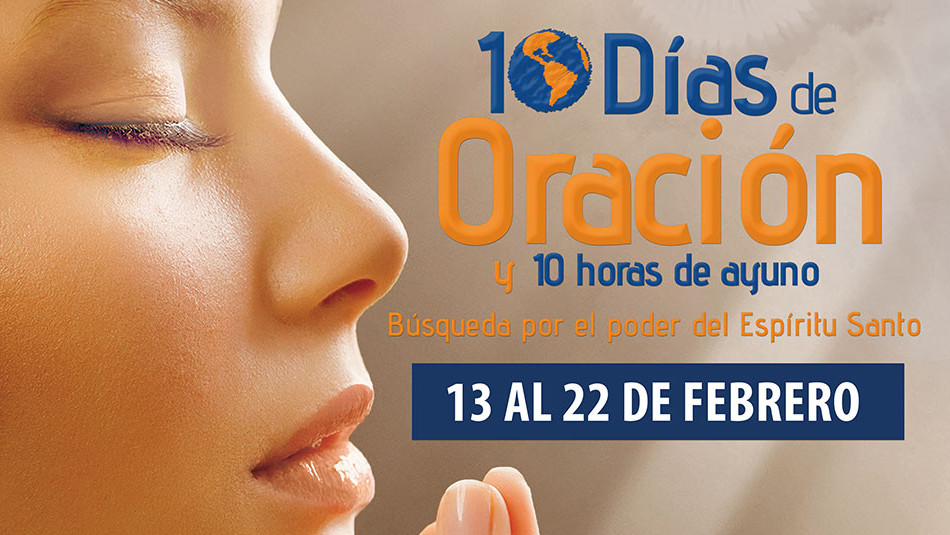 10 Días de
Oración
y 10 horas de ayuno
Búsqueda por el poder del Espíritu Santo
13 AL 22 DE FEBRERO